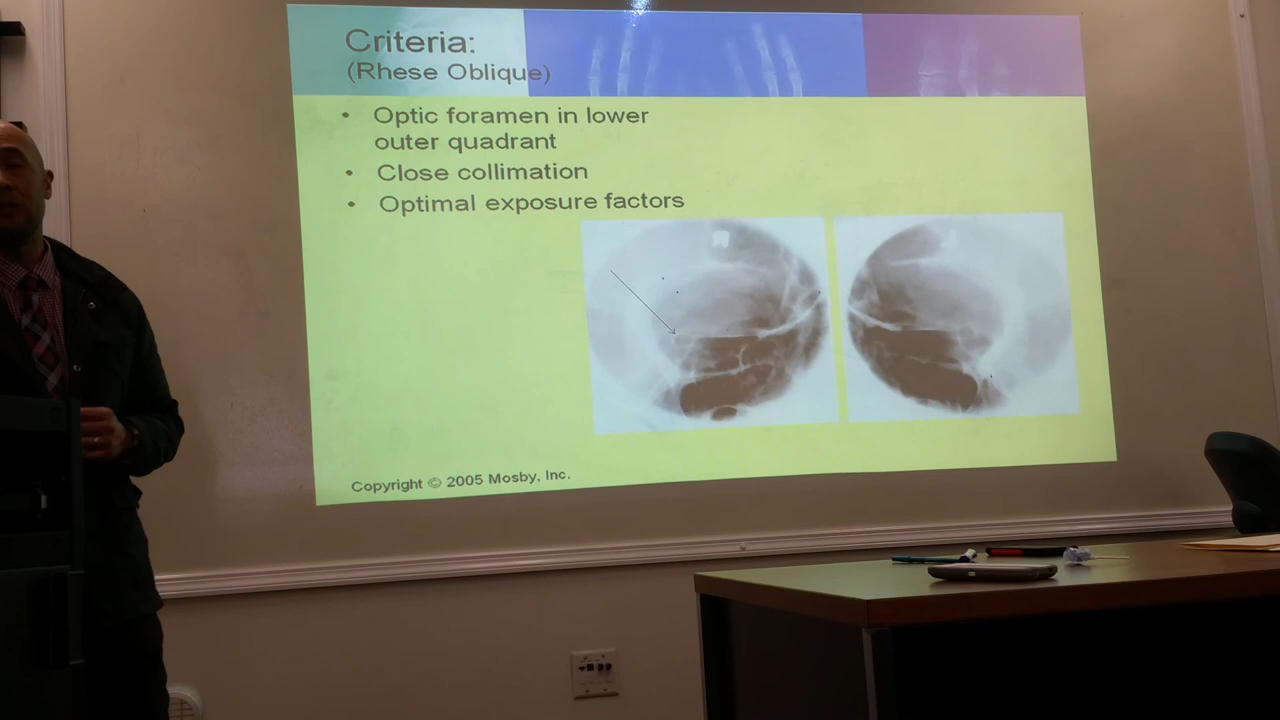 Criteria:
(Rhese Oblique)
• Optic foramen in lower
outer quadrant
• Close collimation
• Optimal exposure factors
Copyright © 2005 Mosby, Inc.